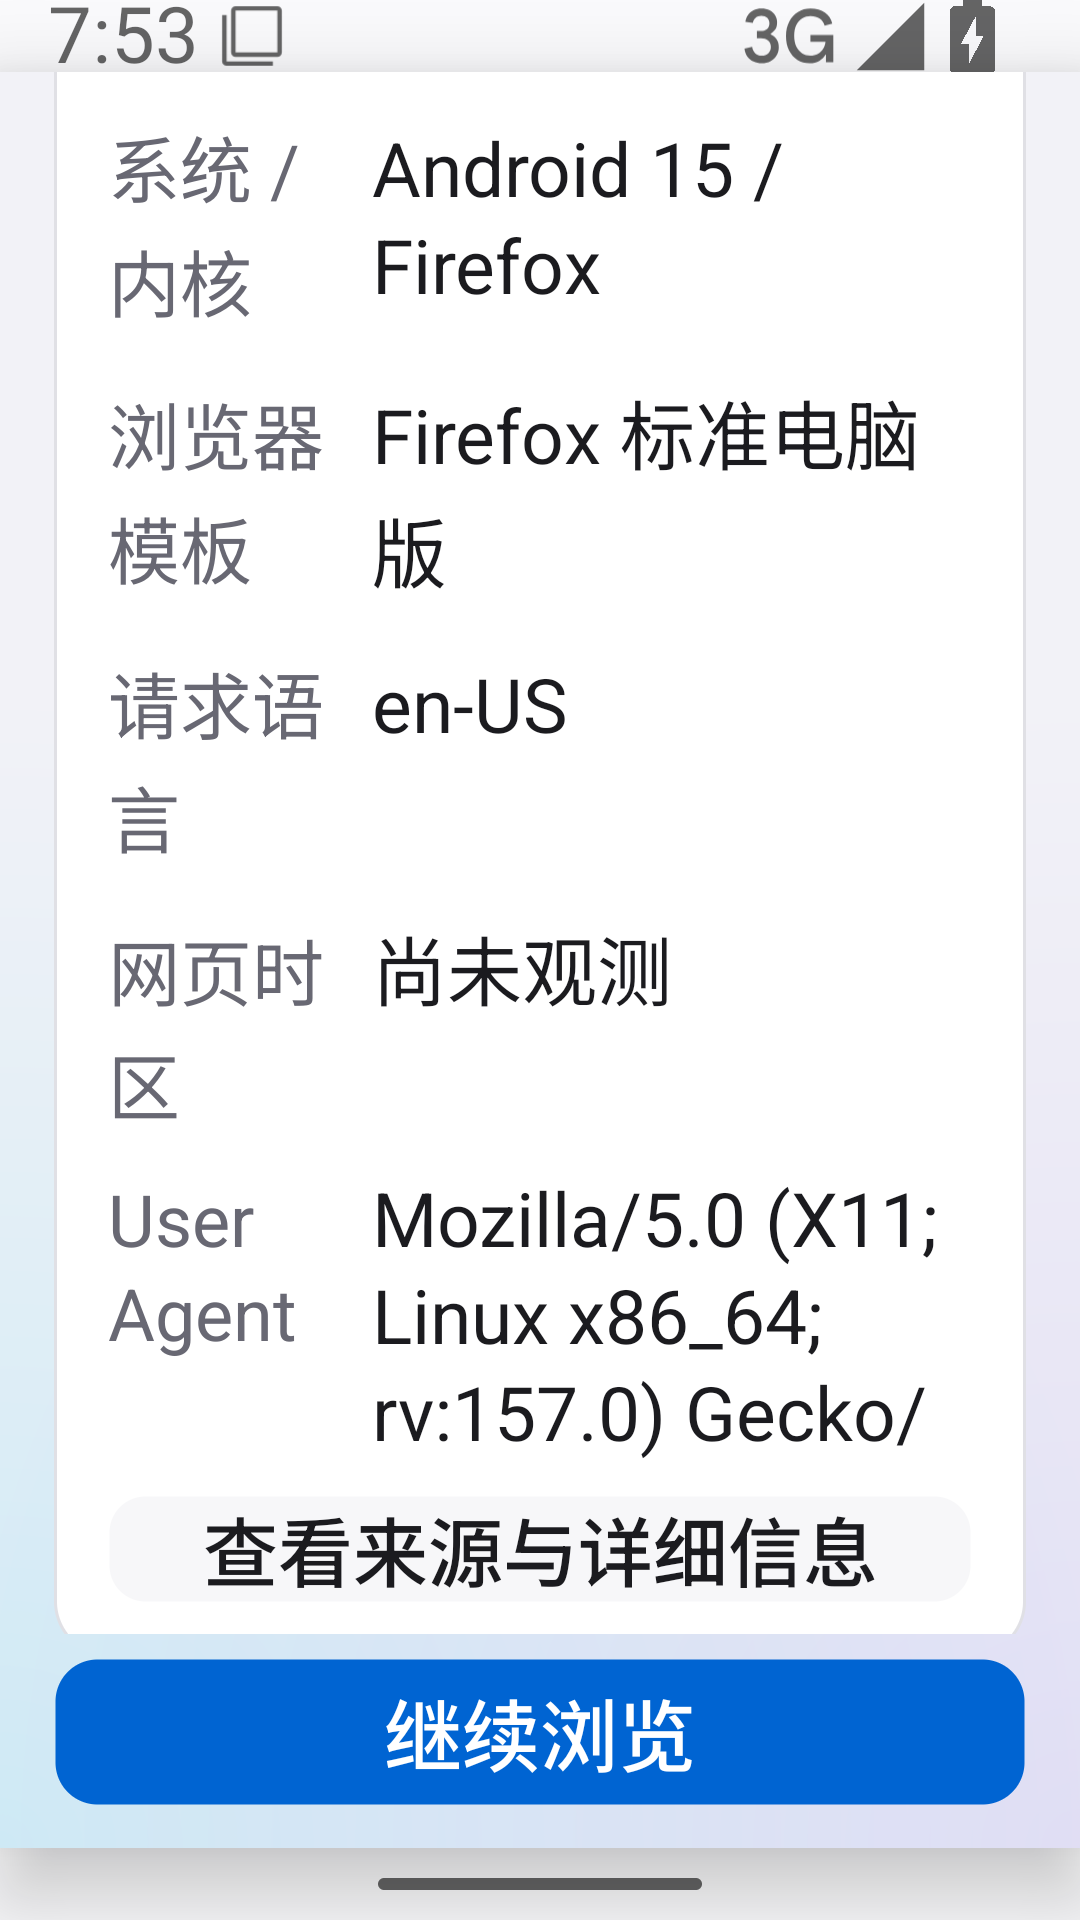 7:53
3G
系统 /
内核
Android 15 /
Firefox
浏览器
模板
Firefox 标准电脑
版
请求语
言
en-US
网页时
区
尚未观测
User
Agent
Mozilla/5.0 (X11;
Linux x86_64;
rv:157.0) Gecko/
查看来源与详细信息
继续浏览